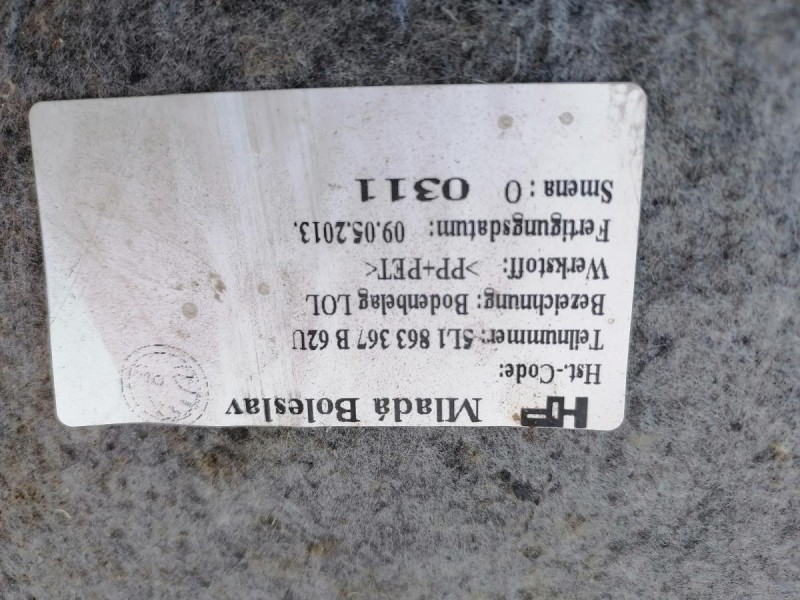 HP Mladá Boleslav
Hst.-Code:
Teilnummer: 5L1 863 367 B 62U
Bezeichnung: Bodenbelag LOL
Werkstoff: >PP+PET<
Fertigungsdatum: 09.05.2013.
Smena : O 0311